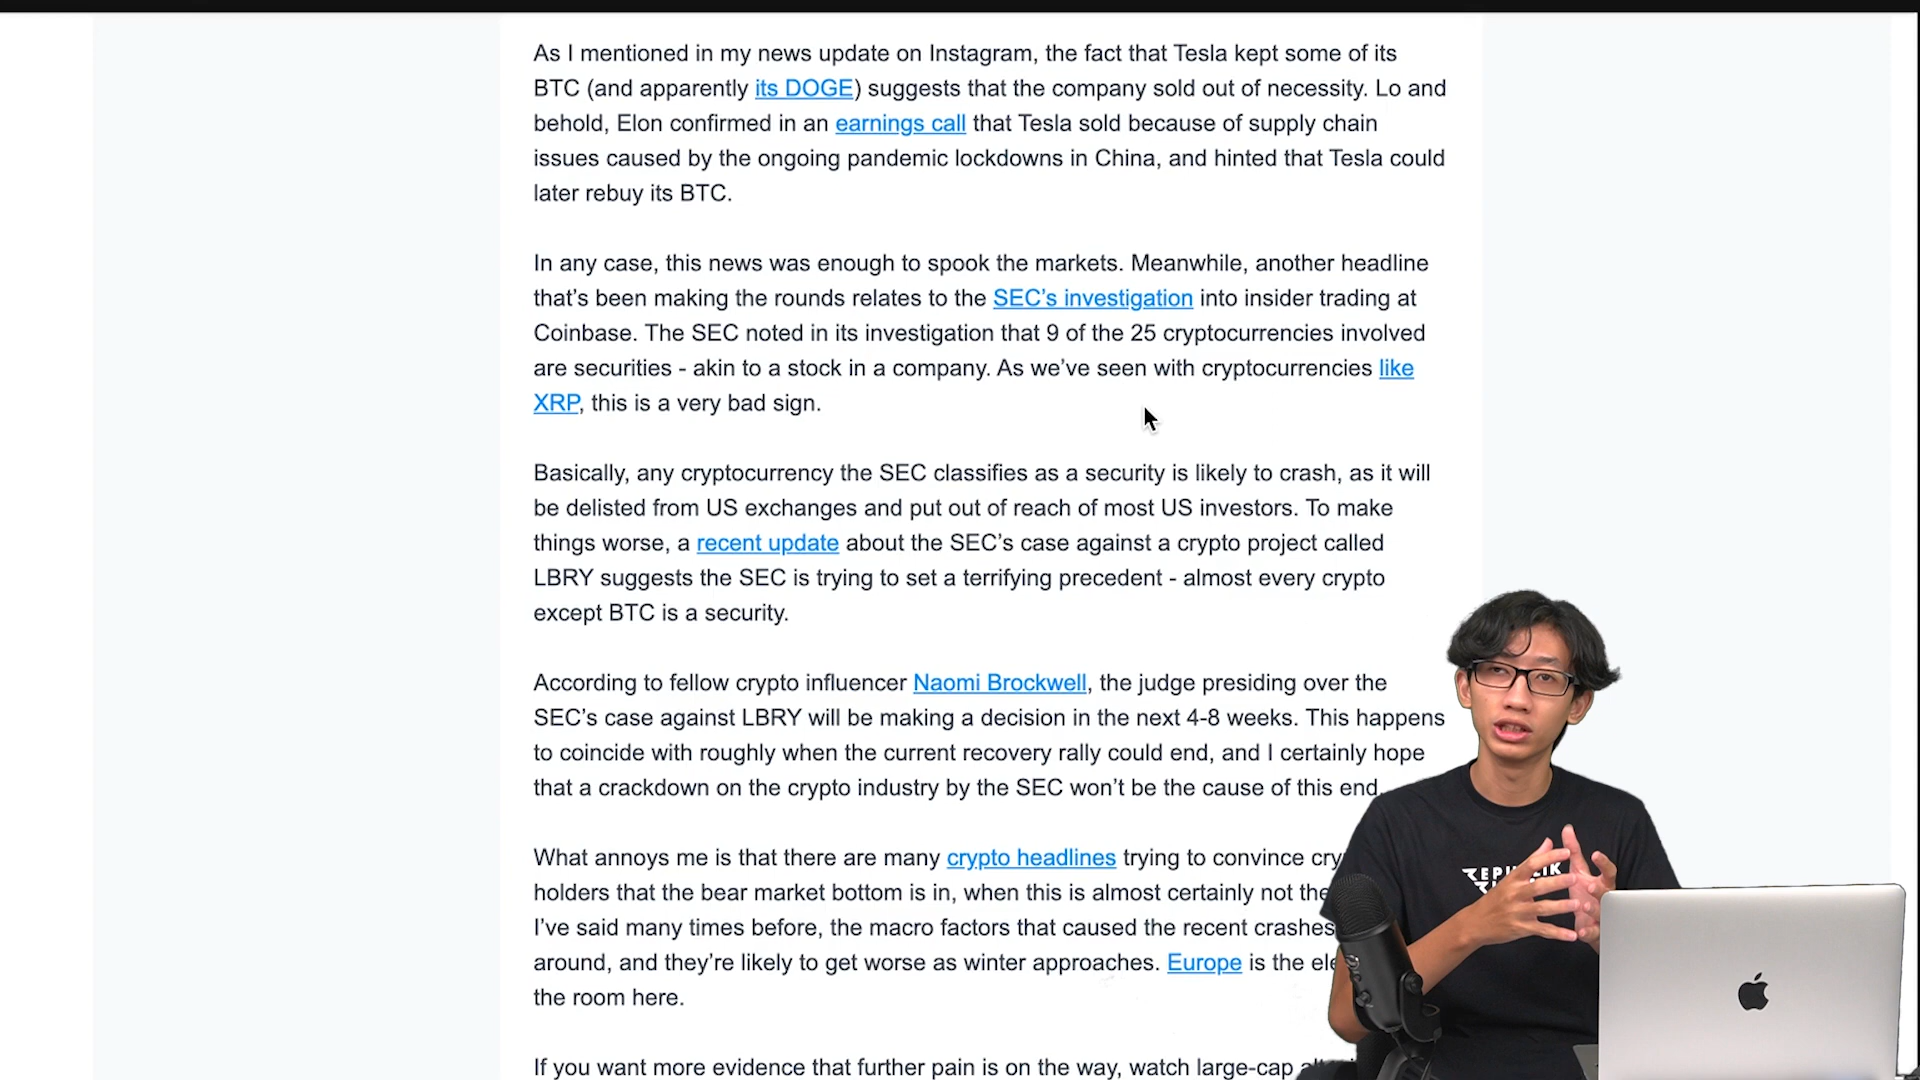 As I mentioned in my news update on Instagram, the fact that Tesla kept some of its
BTC (and apparently its DOGE) suggests that the company sold out of necessity. Lo and
behold, Elon confirmed in an earnings call that Tesla sold because of supply chain
issues caused by the ongoing pandemic lockdowns in China, and hinted that Tesla could
later rebuy its BTC.
In any case, this news was enough to spook the markets. Meanwhile, another headline
that’s been making the rounds relates to the SEC’s investigation into insider trading at
Coinbase. The SEC noted in its investigation that 9 of the 25 cryptocurrencies involved
are securities - akin to a stock in a company. As we’ve seen with cryptocurrencies like
XRP, this is a very bad sign.
Basically, any cryptocurrency the SEC classifies as a security is likely to crash, as it will
be delisted from US exchanges and put out of reach of most US investors. To make
things worse, a recent update about the SEC’s case against a crypto project called
LBRY suggests the SEC is trying to set a terrifying precedent - almost every crypto
except BTC is a security.
According to fellow crypto influencer Naomi Brockwell, the judge presiding over the
SEC’s case against LBRY will be making a decision in the next 4-8 weeks. This happens
to coincide with roughly when the current recovery rally could end, and I certainly hope
that a crackdown on the crypto industry by the SEC won’t be the cause of this end.
What annoys me is that there are many crypto headlines trying to convince
holders that the bear market bottom is in, when this is almost certainly not the
I’ve said many times before, the macro factors that caused the recent crashes
around, and they’re likely to get worse as winter approaches. Europe is the
the room here.
If you want more evidence that further pain is on the way, watch large-cap